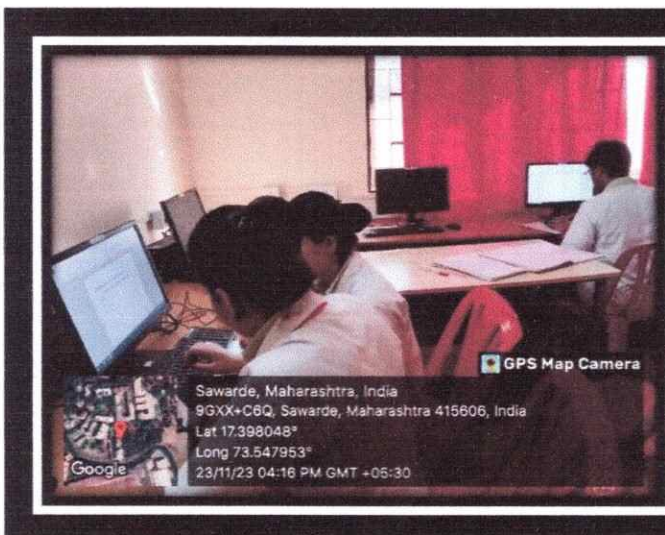 GPS Map Camera
Sawarde, Maharashtra, India
9GXX+C6Q, Sawarde, Maharashtra 415606, India
Lat 17.398048°
Long 73.547953°
23/11/23 04:16 PM GMT +05:30
Google